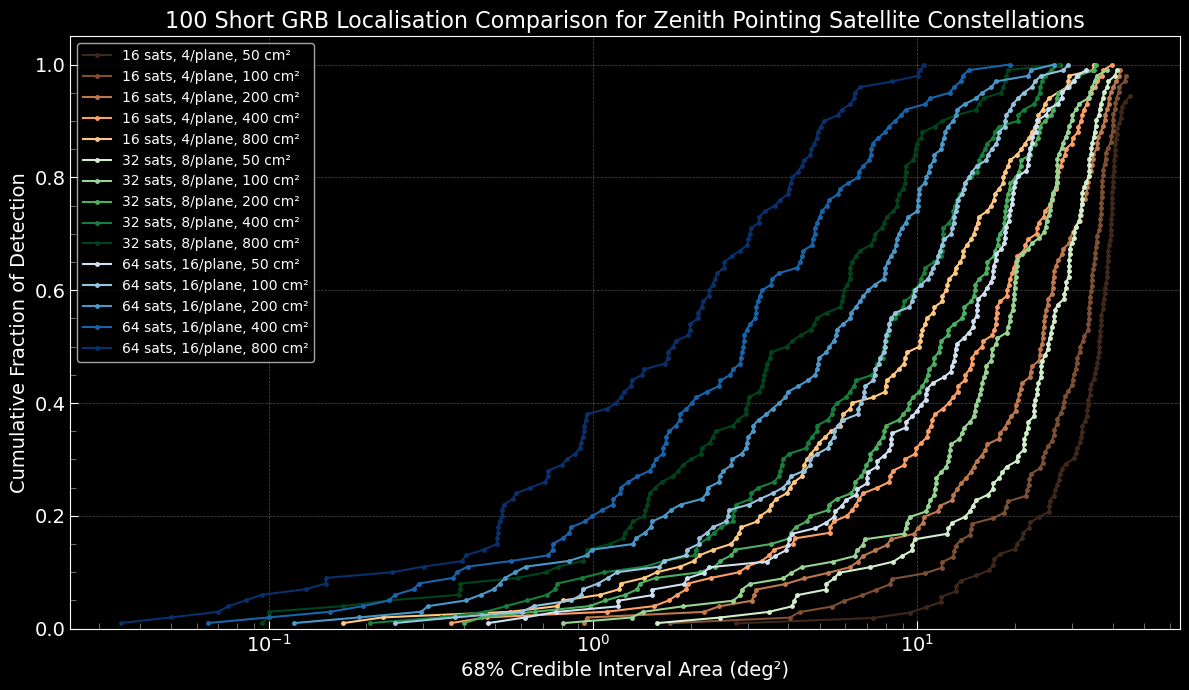 100 Short GRB Localisation Comparison for Zenith Pointing Satellite Constellations
16 sats, 4/plane, 50 cm²
16 sats, 4/plane, 100 cm²
16 sats, 4/plane, 200 cm²
16 sats, 4/plane, 400 cm²
16 sats, 4/plane, 800 cm²
32 sats, 8/plane, 50 cm²
32 sats, 8/plane, 100 cm²
32 sats, 8/plane, 200 cm²
32 sats, 8/plane, 400 cm²
32 sats, 8/plane, 800 cm²
64 sats, 16/plane, 50 cm²
64 sats, 16/plane, 100 cm²
64 sats, 16/plane, 200 cm²
64 sats, 16/plane, 400 cm²
64 sats, 16/plane, 800 cm²
Cumulative Fraction of Detection
1.0
0.8
0.6
0.4
0.2
0.0
10⁻¹
10⁰
10¹
68% Credible Interval Area (deg²)